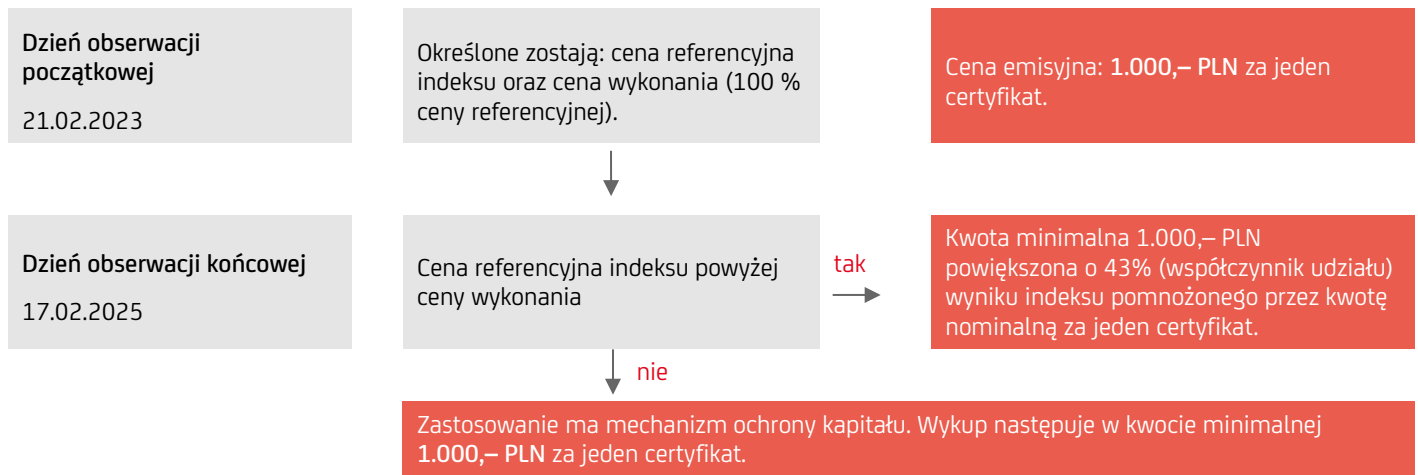 Dzień obserwacji
początkowej
21.02.2023
Określone zostają: cena referencyjna
indeksu oraz cena wykonania (100 %
ceny referencyjnej).
Cena emisyjna: 1.000,– PLN za jeden
certyfikat.
Dzień obserwacji końcowej
17.02.2025
Cena referencyjna indeksu powyżej
ceny wykonania
tak
Kwota minimalna 1.000,– PLN
powiększona o 43% (współczynnik udziału)
wyniku indeksu pomnożonego przez kwotę
nominalną za jeden certyfikat.
nie
Zastosowanie ma mechanizm ochrony kapitału. Wykup następuje w kwocie minimalnej
1.000,– PLN za jeden certyfikat.